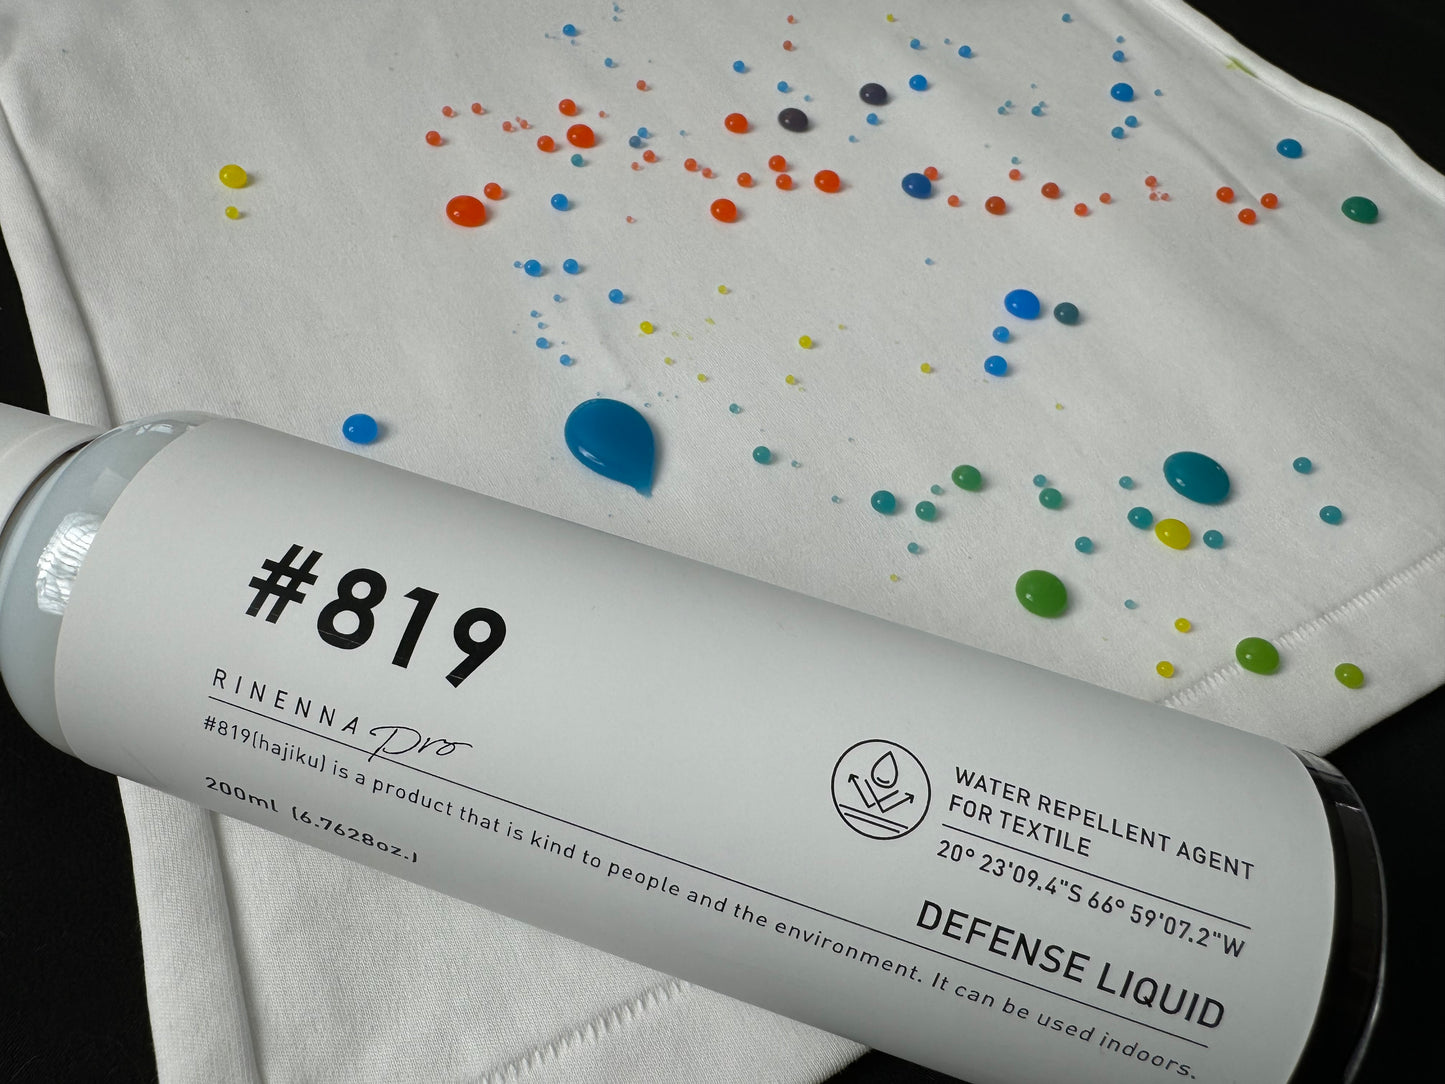 #819
RINENNA Pro
#819(hajiku) is a product that is kind to people and the environment. It can be used indoors.
200ml (6.7628oz.)
WATER REPELLENT AGENT
FOR TEXTILE
20° 23'09.4"S 66° 59'07.2"W
DEFENSE LIQUID